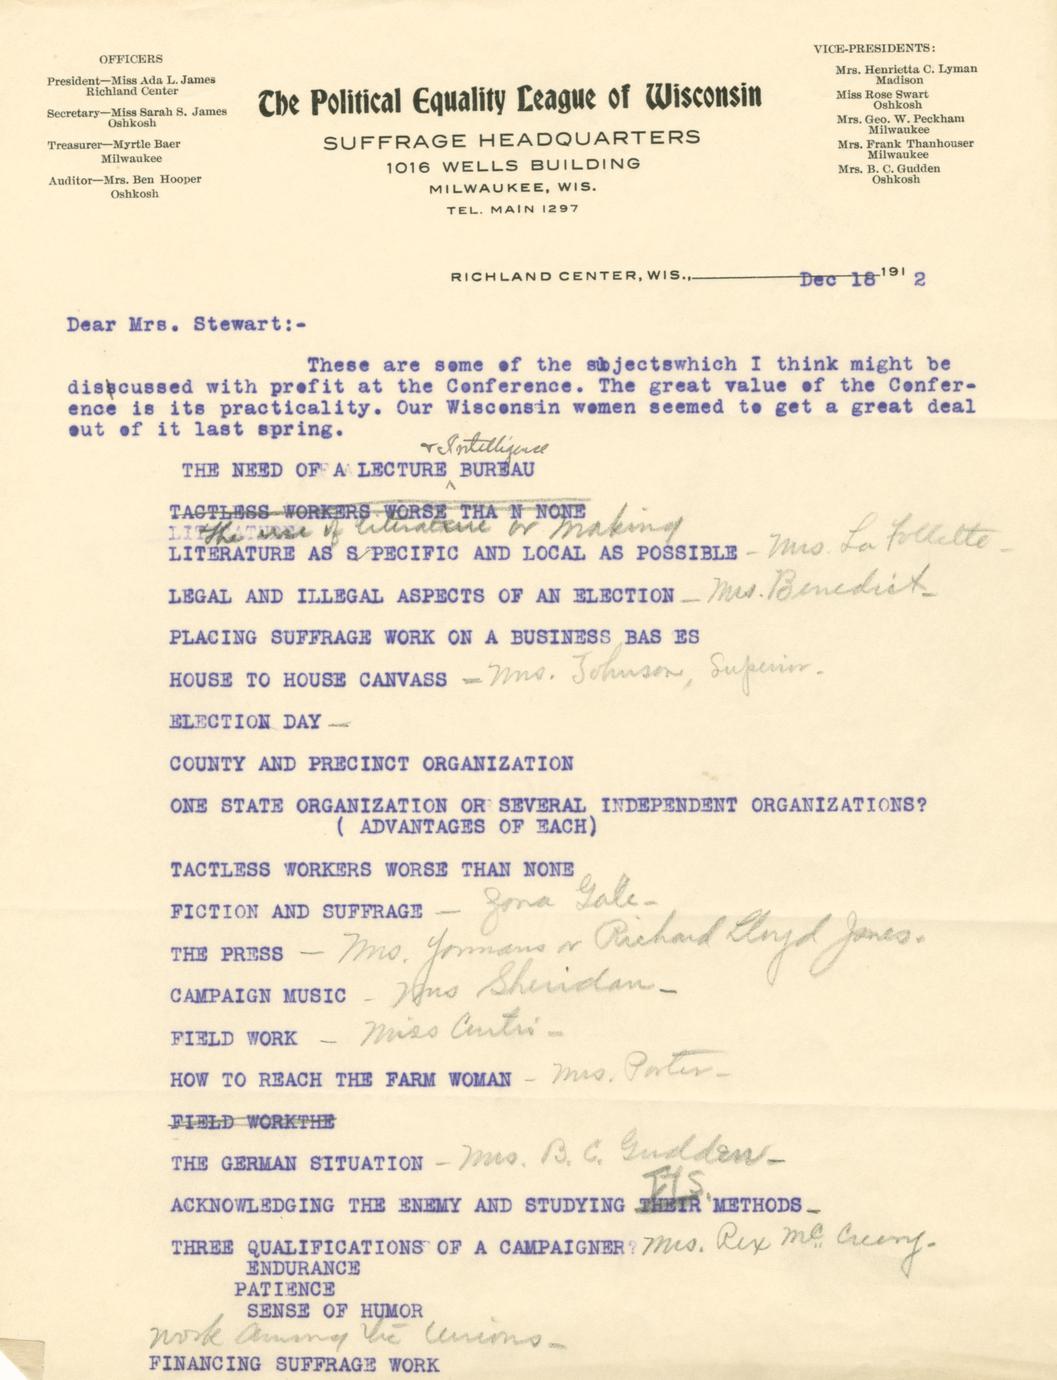 OFFICERS
President—Miss Ada L. James
Richland Center
Secretary—Miss Sarah S. James
Oshkosh
Treasurer—Myrtle Baer
Milwaukee
Auditor—Mrs. Ben Hooper
Oshkosh
The Political Equality League of Wisconsin
SUFFRAGE HEADQUARTERS
1016 WELLS BUILDING
MILWAUKEE, WIS.
TEL. MAIN 1297
VICE-PRESIDENTS:
Mrs. Henrietta C. Lyman
Madison
Miss Rose Swart
Oshkosh
Mrs. Geo. W. Peckham
Milwaukee
Mrs. Frank Thanhouser
Milwaukee
Mrs. B. C. Gudden
Oshkosh
RICHLAND CENTER, WIS., Dec 18 191 2
Dear Mrs. Stewart:-
These are some of the sbjectswhich I think might be
discussed with profit at the Conference. The great value of the Confer-
ence is its practicality. Our Wisconsin women seemed to get a great deal
out of it last spring.
& Intelligence
THE NEED OF A LECTURE BUREAU
TACTLESS WORKERS WORSE THA N NONE
The use of literature or making
LITERATURE AS SPECIFIC AND LOCAL AS POSSIBLE - Mrs. La Follette -
LEGAL AND ILLEGAL ASPECTS OF AN ELECTION - Mrs. Benedict -
PLACING SUFFRAGE WORK ON A BUSINESS BAS ES
HOUSE TO HOUSE CANVASS - Mrs. Johnson, Superior.
ELECTION DAY -
COUNTY AND PRECINCT ORGANIZATION
ONE STATE ORGANIZATION OR SEVERAL INDEPENDENT ORGANIZATIONS?
( ADVANTAGES OF EACH)
TACTLESS WORKERS WORSE THAN NONE
FICTION AND SUFFRAGE - Zona Gale -
THE PRESS - Mrs. Youmans or Richard Lloyd Jones.
CAMPAIGN MUSIC - Mrs Sheridan -
FIELD WORK - Miss Curtis -
HOW TO REACH THE FARM WOMAN - Mrs. Porter -
FIELD WORKTHE
THE GERMAN SITUATION - Mrs. B. C. Gudden -
ITS.
ACKNOWLEDGING THE ENEMY AND STUDYING THEIR METHODS -
THREE QUALIFICATIONS OF A CAMPAIGNER? Mrs. Rex McCreery -
ENDURANCE
PATIENCE
SENSE OF HUMOR
Work Among the Unions -
FINANCING SUFFRAGE WORK